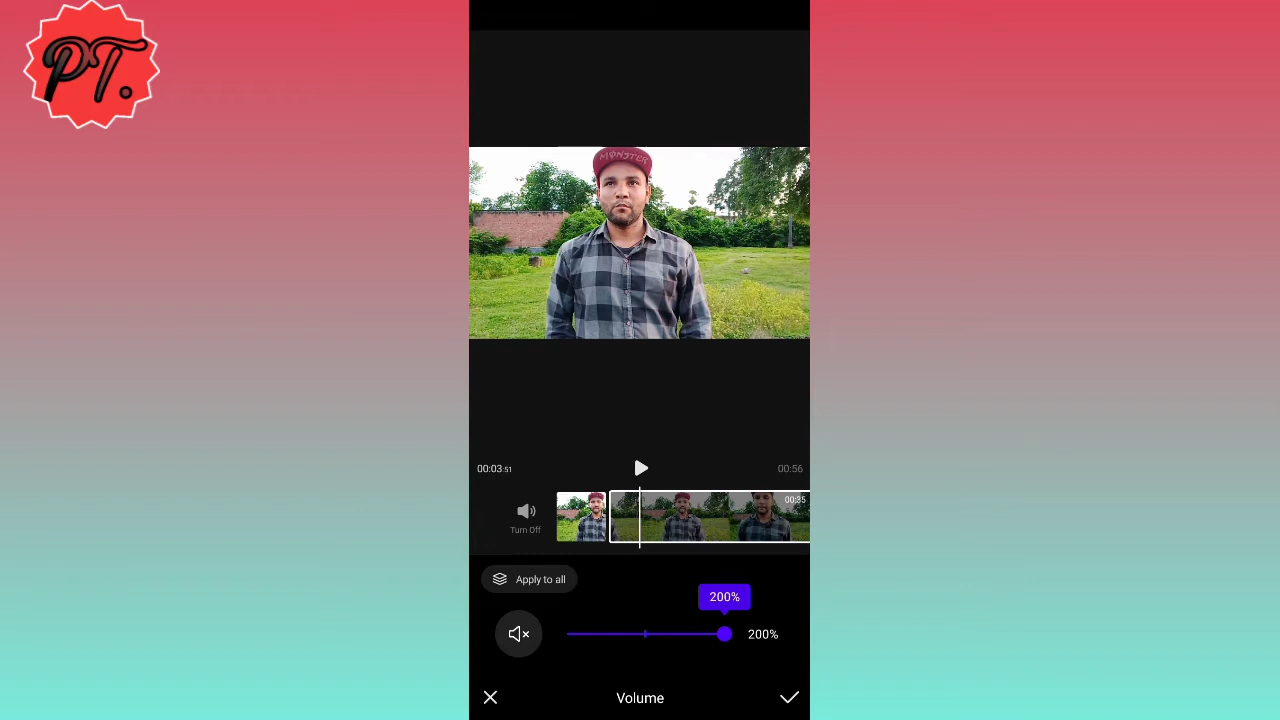 PT.
MONSTER
00:03:51
00:56
Turn Off
00:35
Apply to all
200%
200%
Volume